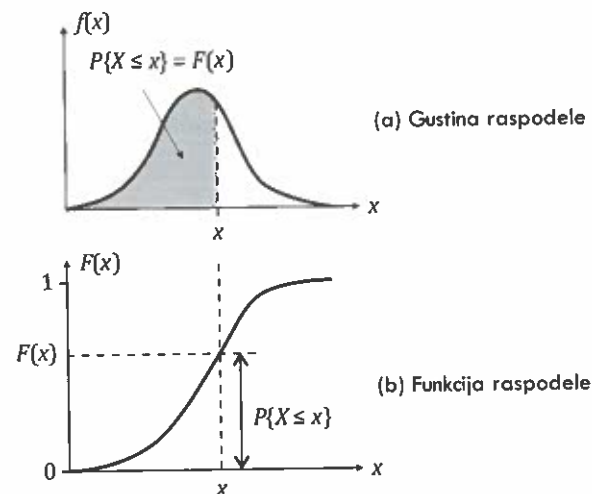 f(x)
P{X ≤ x} = F(x)
(a) Gustina raspodele
x
x
F(x)
1
F(x)
(b) Funkcija raspodele
P{X ≤ x}
0
x
x